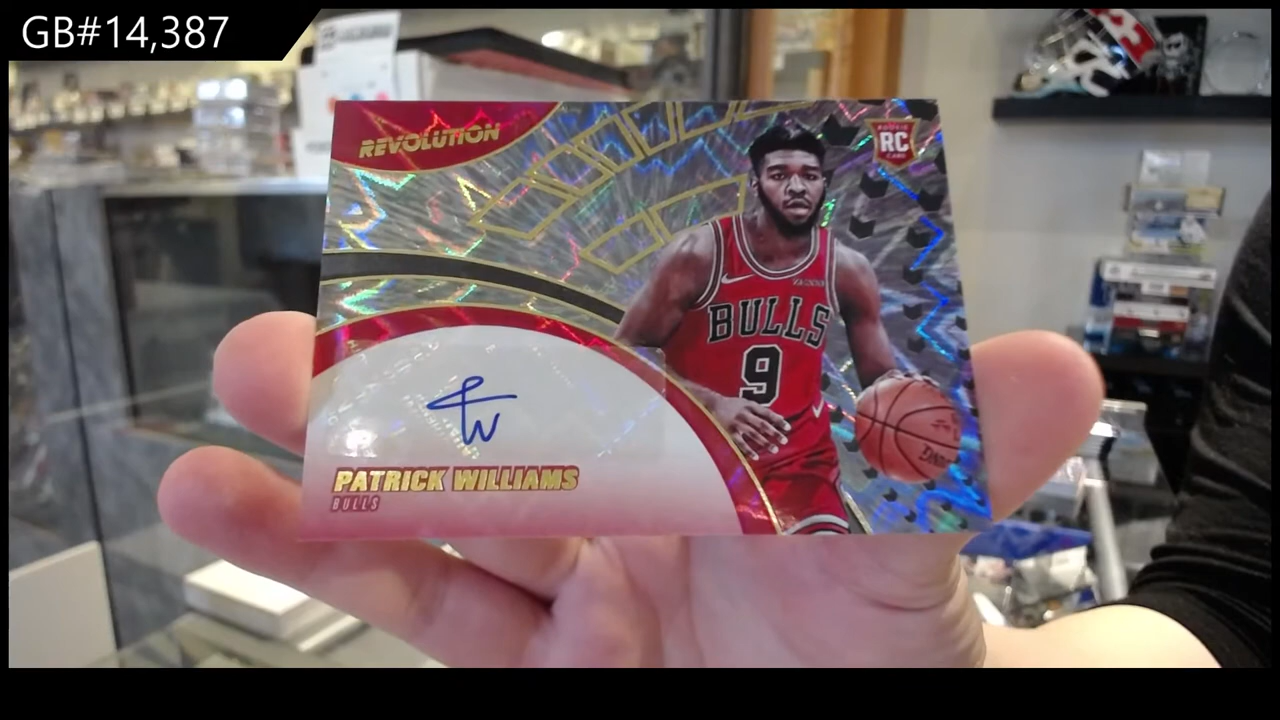 GB#14,387
REVOLUTION
RC
BULLS
9
PATRICK WILLIAMS
BULLS